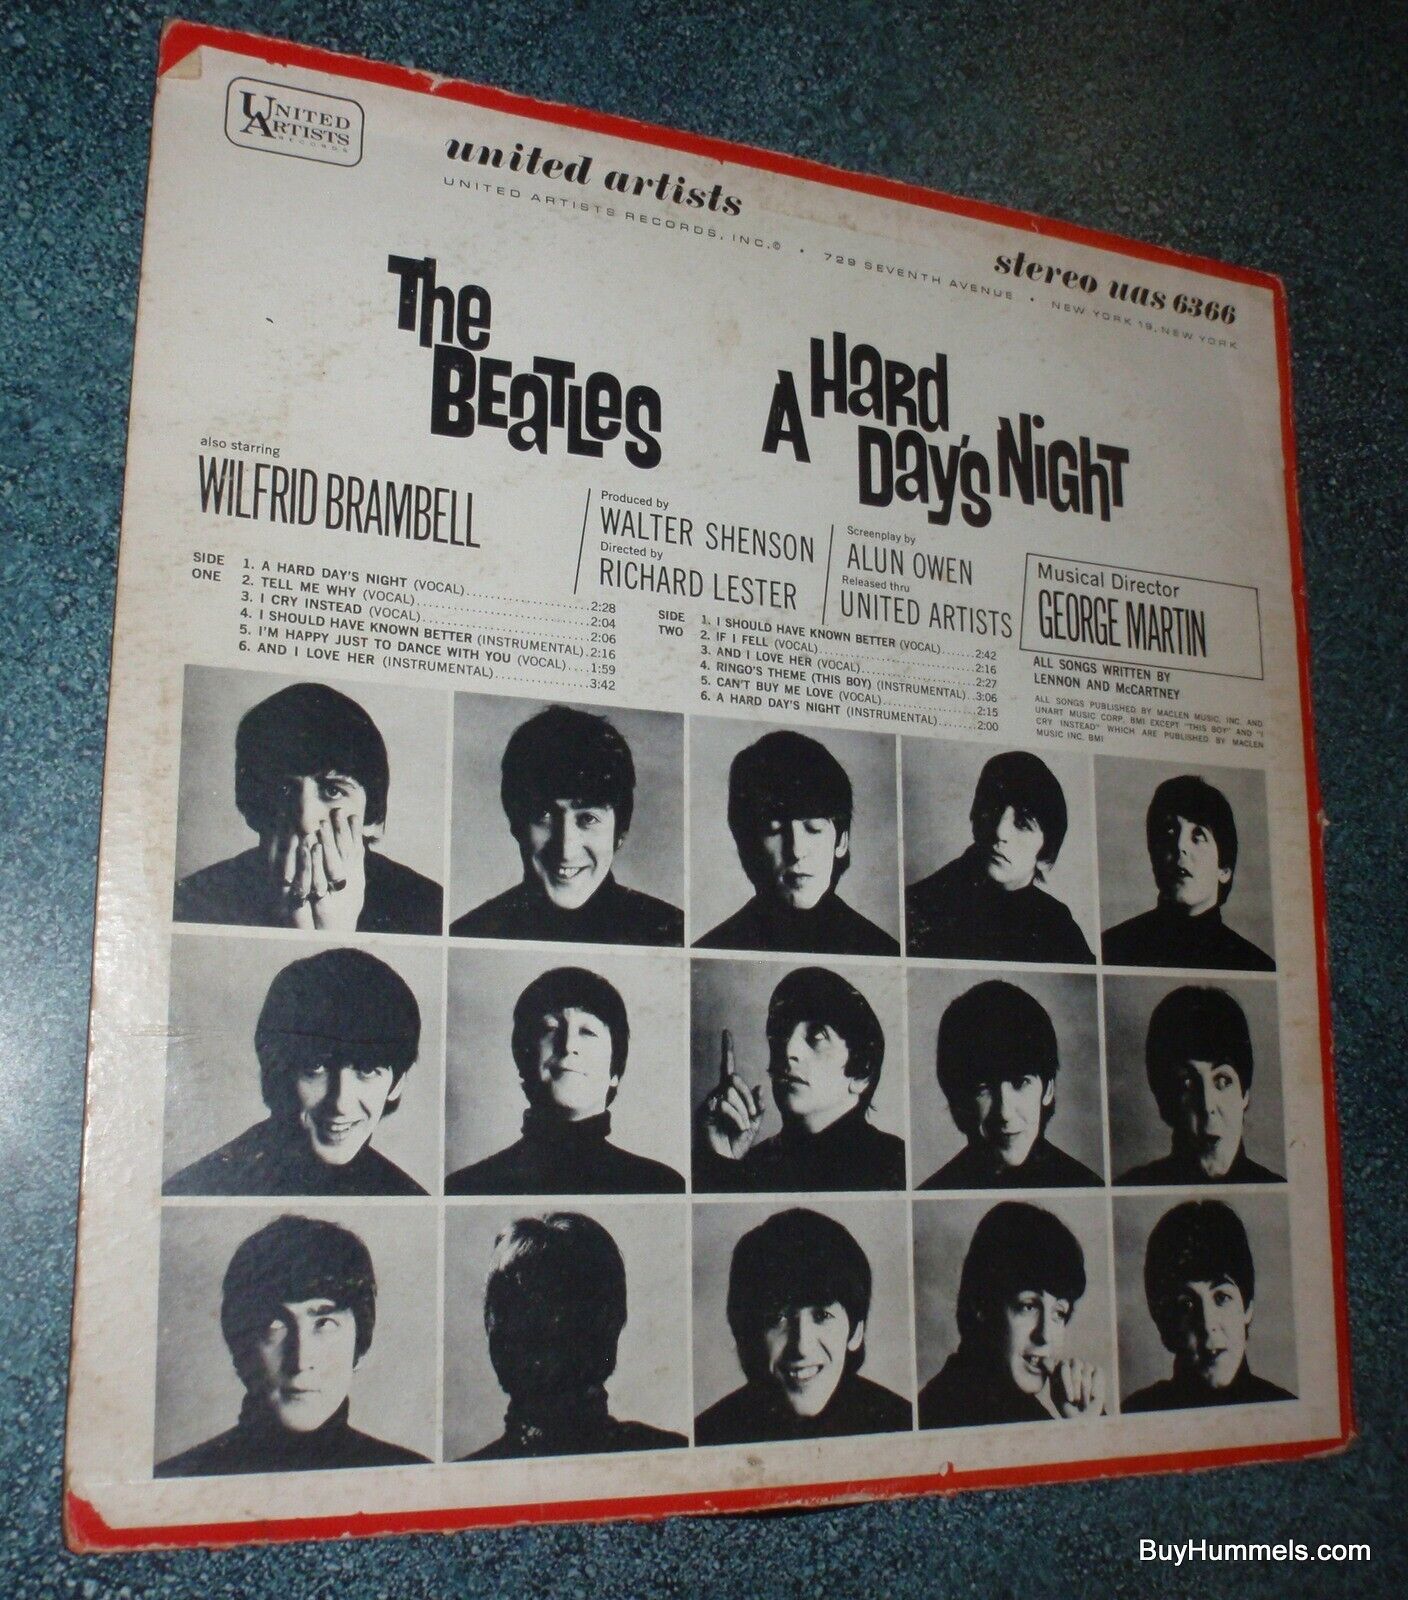 UNITED
ARTISTS
RECORDS
united artists
UNITED ARTISTS RECORDS, INC.© • 729 SEVENTH AVENUE • NEW YORK 19, NEW YORK
stereo uas 6366
The
BEATLES
A HARD
DAY'S NIGHT
also starring
WILFRID BRAMBELL
Produced by
WALTER SHENSON
Directed by
RICHARD LESTER
Screenplay by
ALUN OWEN
Released thru
UNITED ARTISTS
Musical Director
GEORGE MARTIN
SIDE
ONE
1. A HARD DAY'S NIGHT (VOCAL)......................2:28
2. TELL ME WHY (VOCAL)..............................2:04
3. I CRY INSTEAD (VOCAL)............................2:06
4. I SHOULD HAVE KNOWN BETTER (INSTRUMENTAL).2:16
5. I'M HAPPY JUST TO DANCE WITH YOU (VOCAL)....1:59
6. AND I LOVE HER (INSTRUMENTAL)..................3:42
SIDE
TWO
1. I SHOULD HAVE KNOWN BETTER (VOCAL).......2:42
2. IF I FELL (VOCAL)..............................2:16
3. AND I LOVE HER (VOCAL)........................2:27
4. RINGO'S THEME (THIS BOY) (INSTRUMENTAL)..3:06
5. CAN'T BUY ME LOVE (VOCAL)....................2:15
6. A HARD DAY'S NIGHT (INSTRUMENTAL)........2:00
ALL SONGS WRITTEN BY
LENNON AND McCARTNEY
ALL SONGS PUBLISHED BY MACLEN MUSIC, INC. AND
UNART MUSIC CORP. BMI EXCEPT "THIS BOY" AND "I
CRY INSTEAD" WHICH ARE PUBLISHED BY MACLEN
MUSIC INC. BMI
BuyHummels.com